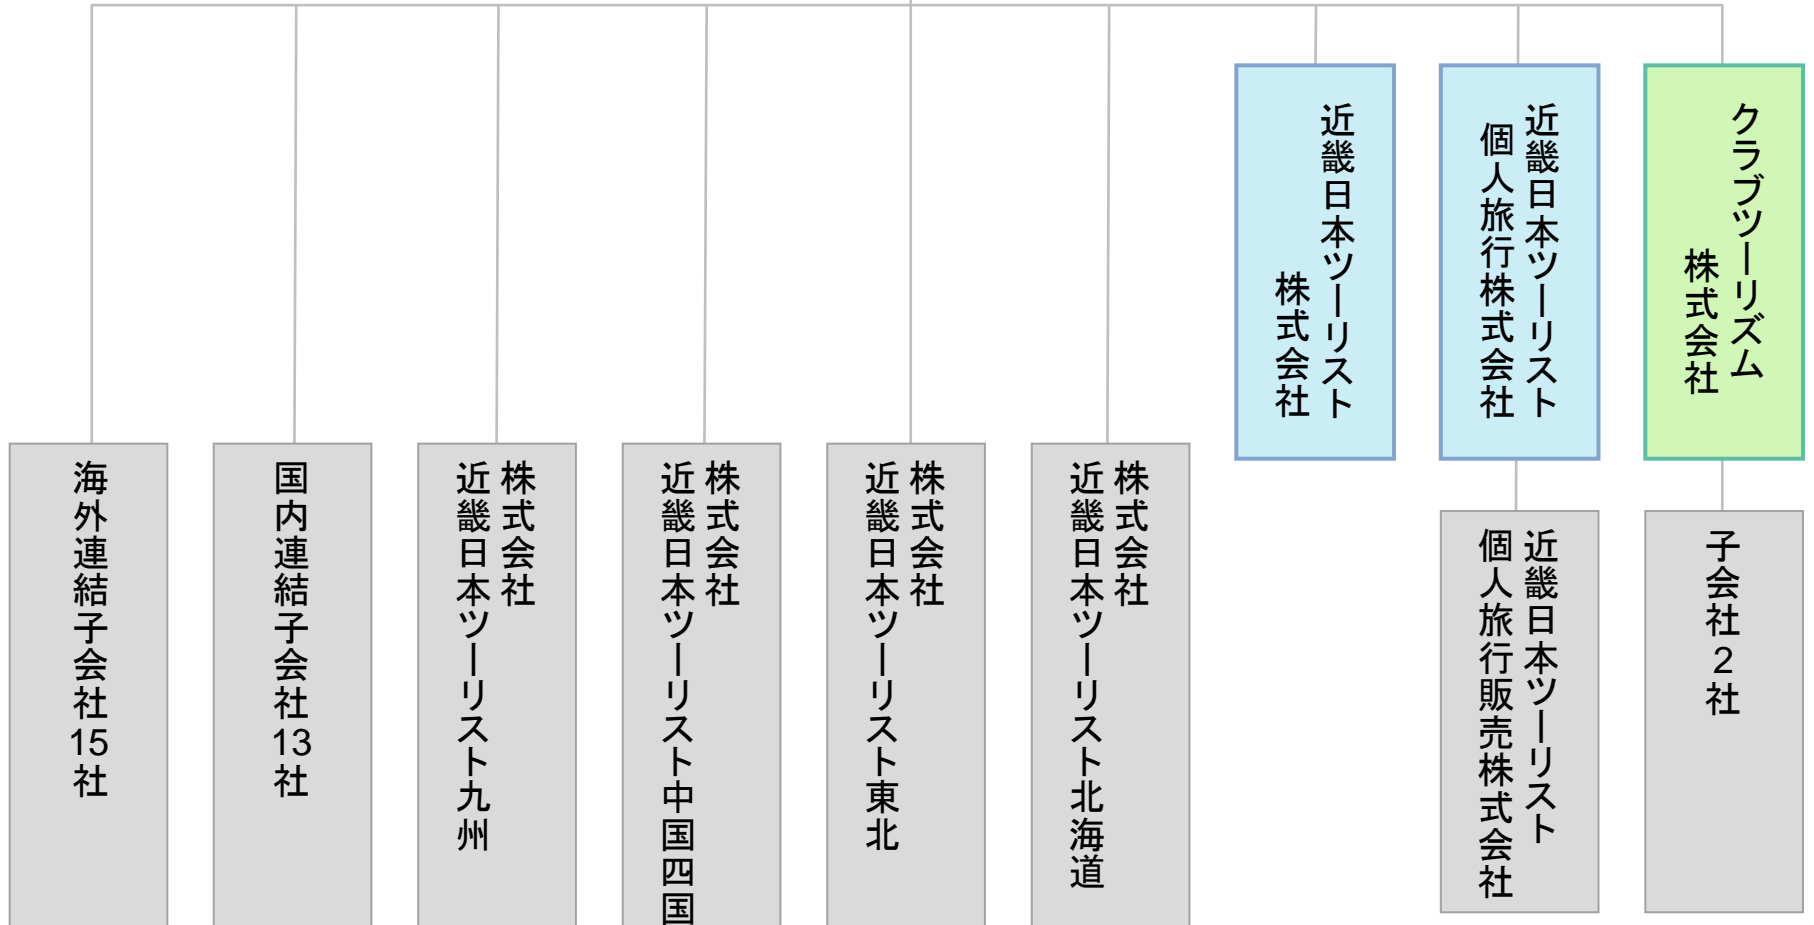 クラブツーリズム
株式会社
近畿日本ツーリスト
個人旅行株式会社
近畿日本ツーリスト
株式会社
子会社2社
近畿日本ツーリスト
個人旅行販売株式会社
株式会社
近畿日本ツーリスト北海道
株式会社
近畿日本ツーリスト東北
株式会社
近畿日本ツーリスト中国四国
株式会社
近畿日本ツーリスト九州
国内連結子会社13社
海外連結子会社15社